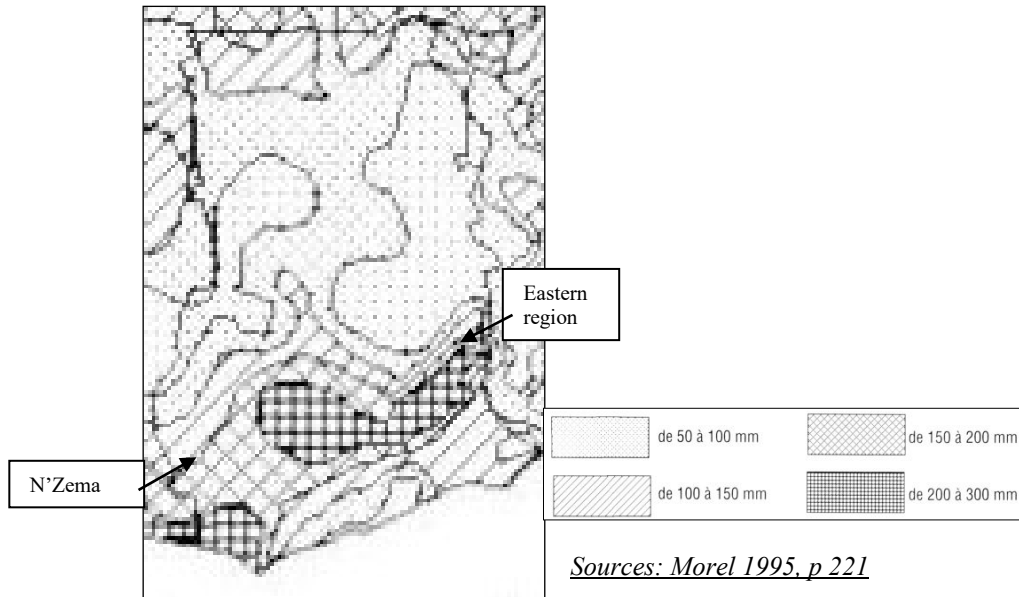 Eastern
region
N'Zema
de 50 à 100 mm
de 150 à 200 mm
de 100 à 150 mm
de 200 à 300 mm
Sources: Morel 1995, p 221